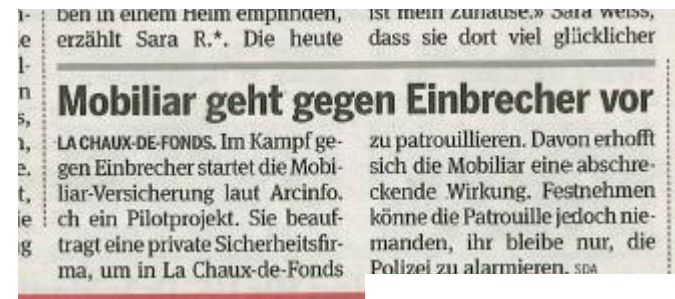 ben in einem Heim empfinden,
erzählt Sara R.*. Die heute
ist mein Zuhause.» Sara weiss,
dass sie dort viel glücklicher
Mobiliar geht gegen Einbrecher vor
LA CHAUX-DE-FONDS. Im Kampf ge-
gen Einbrecher startet die Mobi-
liar-Versicherung laut Arcinfo.
ch ein Pilotprojekt. Sie beauf-
tragt eine private Sicherheitsfir-
ma, um in La Chaux-de-Fonds
zu patrouillieren. Davon erhofft
sich die Mobiliar eine abschre-
ckende Wirkung. Festnehmen
könne die Patrouille jedoch nie-
manden, ihr bleibe nur, die
Polizei zu alarmieren. SDA